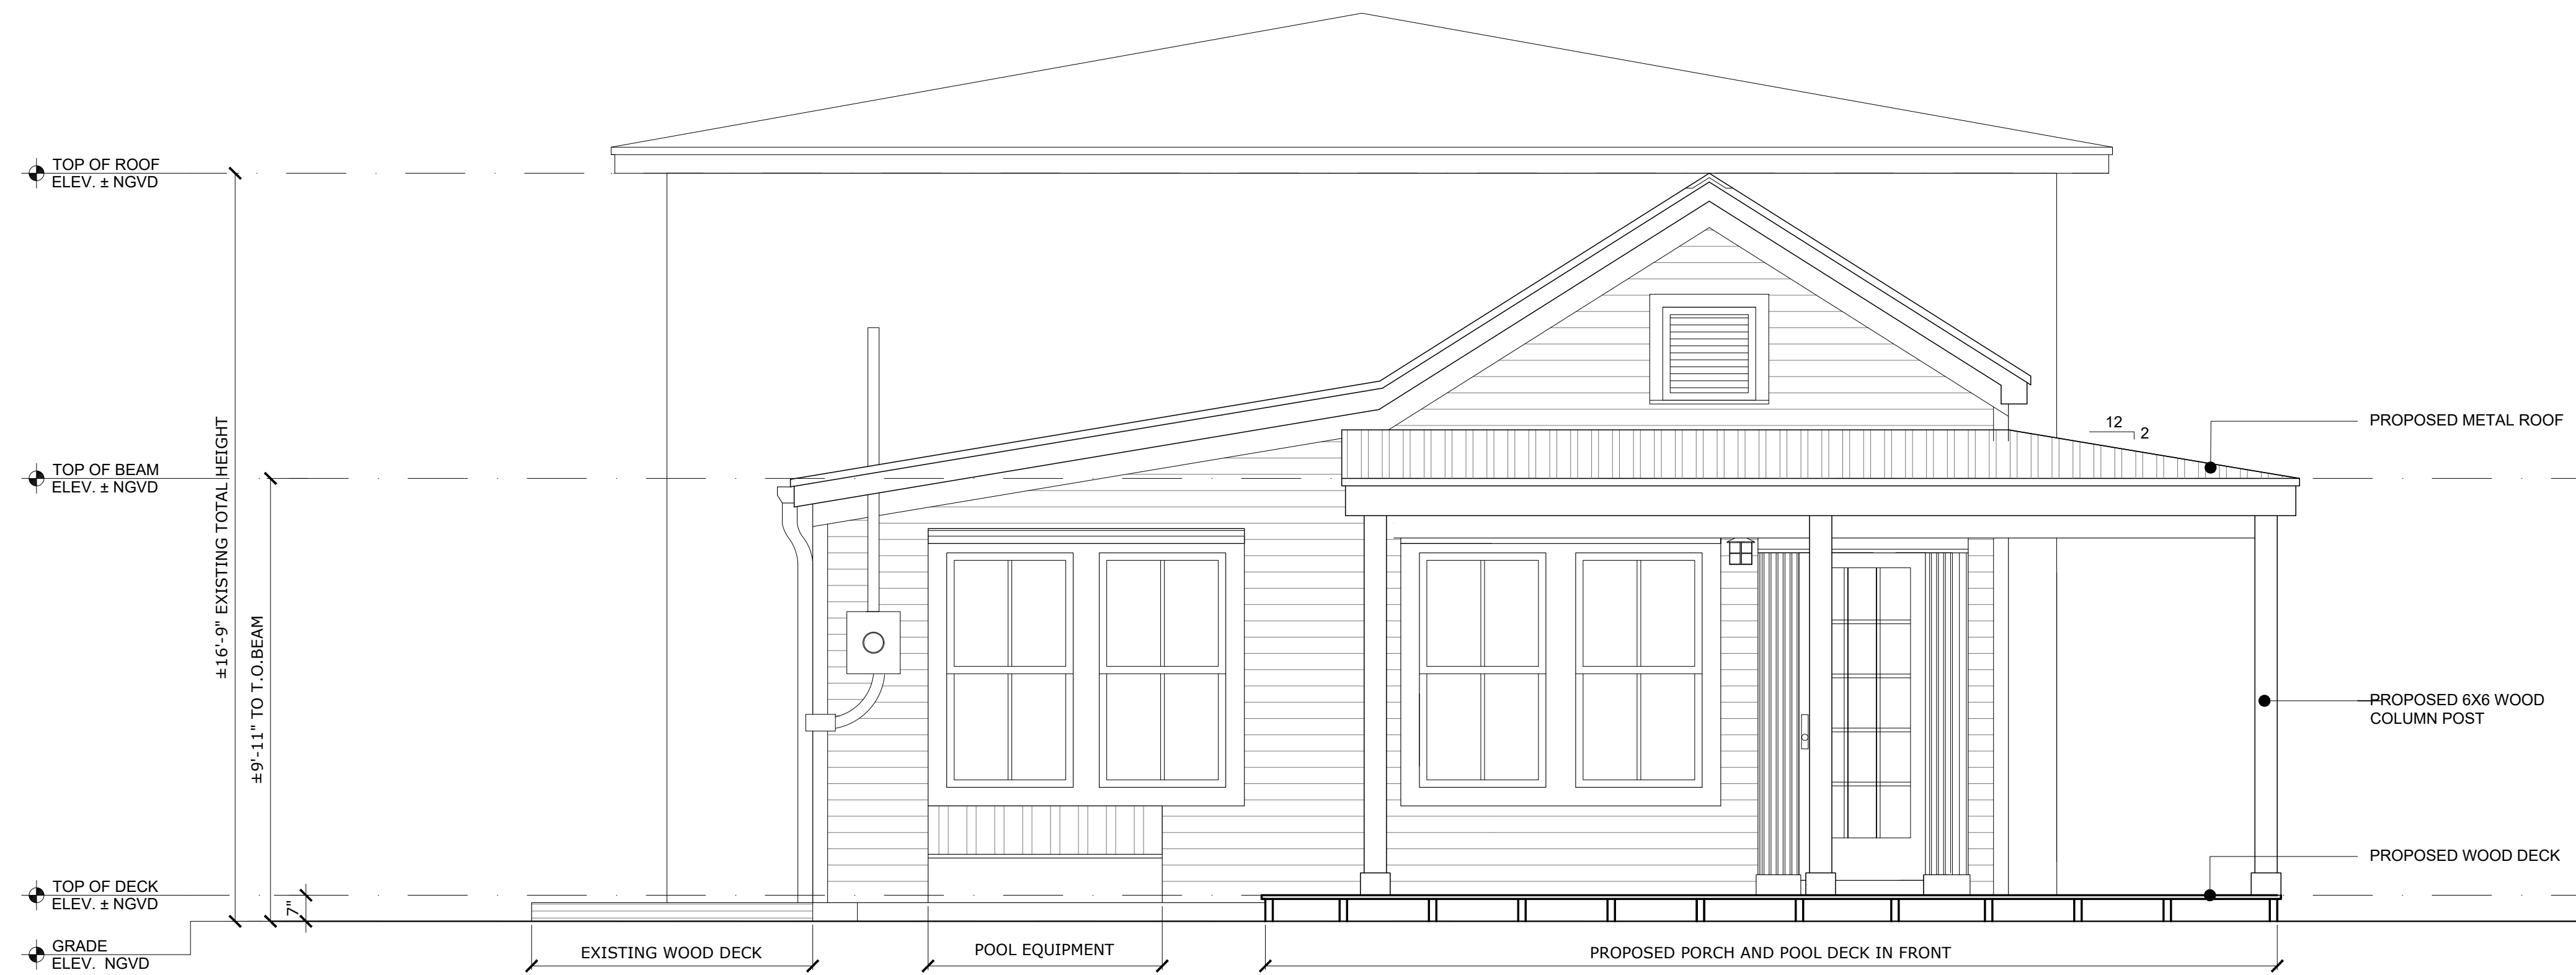 TOP OF ROOF
ELEV. ± NGVD
±16'-9" EXISTING TOTAL HEIGHT
12
2
PROPOSED METAL ROOF
TOP OF BEAM
ELEV. ± NGVD
±9'-11" TO T.O.BEAM
PROPOSED 6X6 WOOD
COLUMN POST
PROPOSED WOOD DECK
TOP OF DECK
ELEV. ± NGVD
7"
GRADE
ELEV. NGVD
EXISTING WOOD DECK
POOL EQUIPMENT
PROPOSED PORCH AND POOL DECK IN FRONT